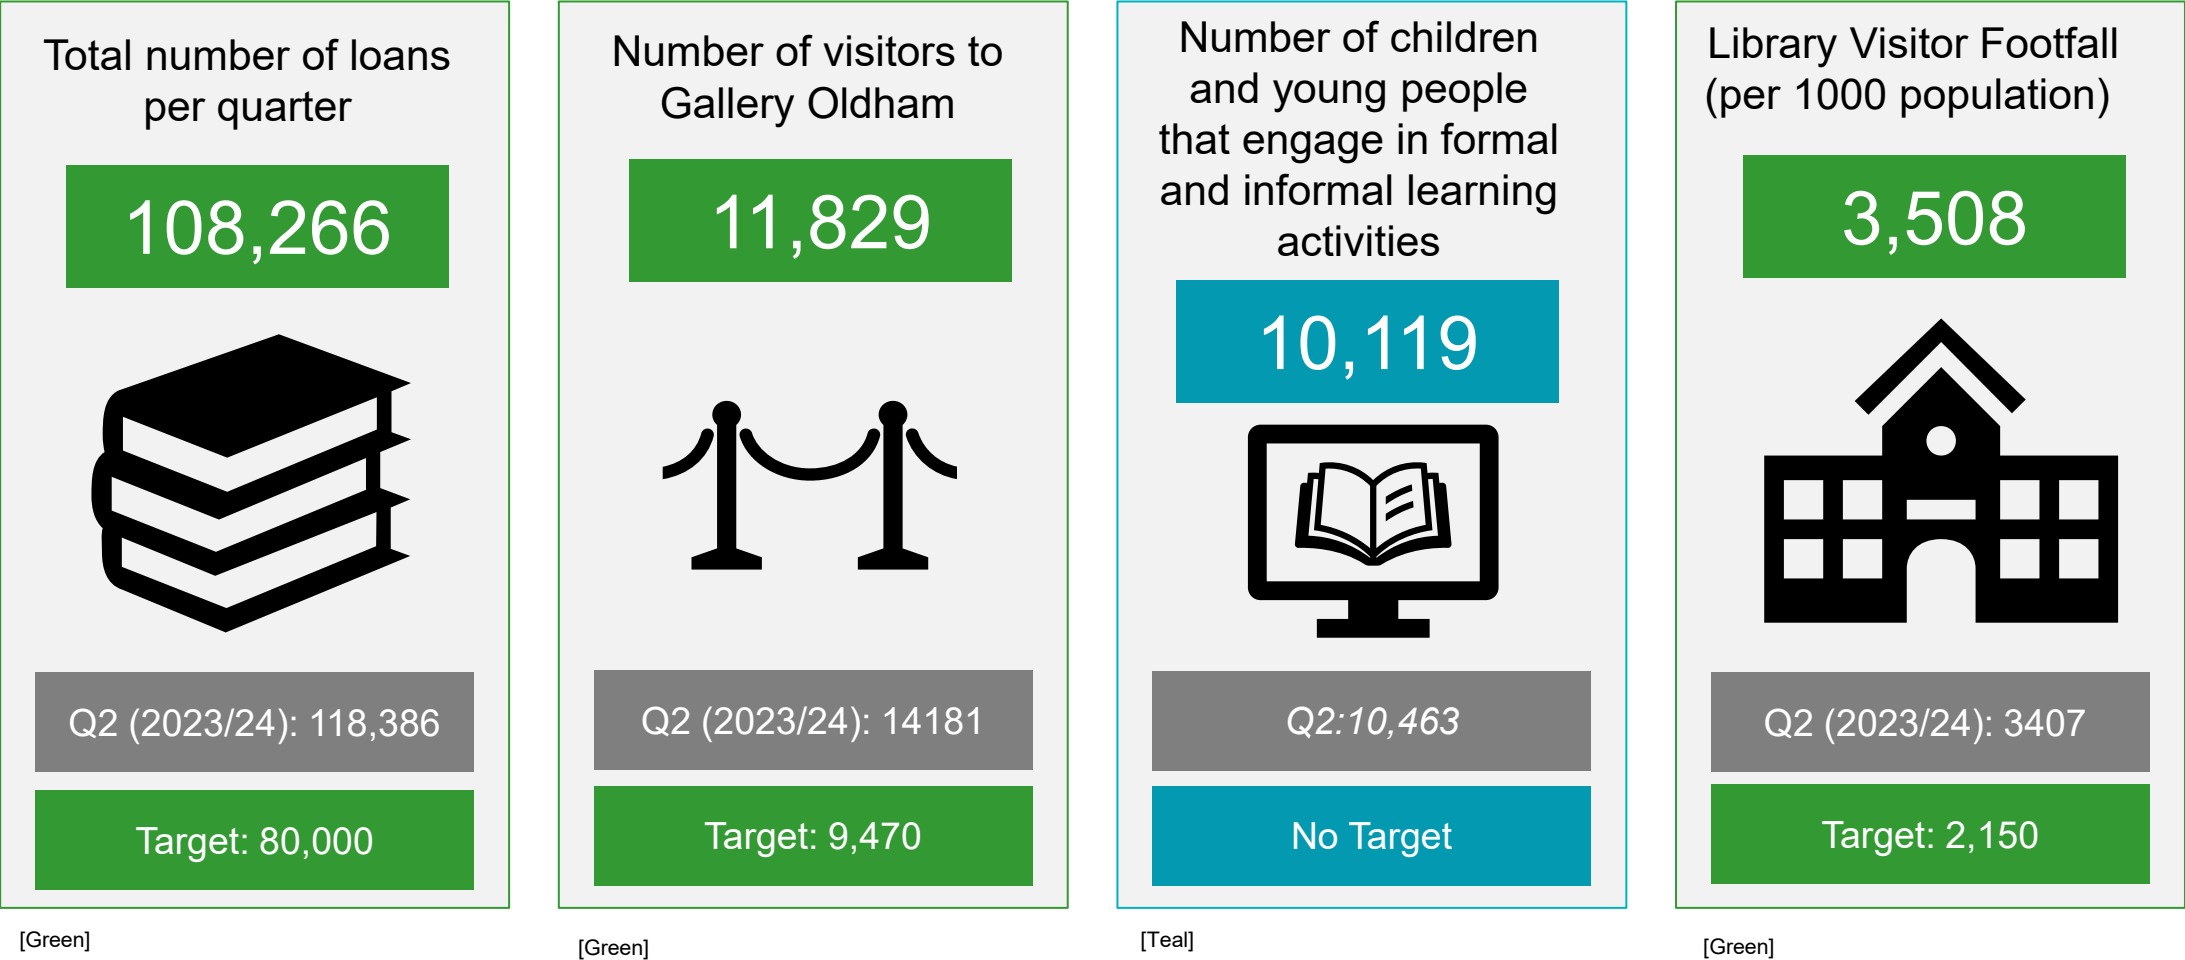 Total number of loans
per quarter
108,266
Q2 (2023/24): 118,386
Target: 80,000
[Green]
Number of visitors to
Gallery Oldham
11,829
Q2 (2023/24): 14181
Target: 9,470
[Green]
Number of children
and young people
that engage in formal
and informal learning
activities
10,119
Q2:10,463
No Target
[Teal]
Library Visitor Footfall
(per 1000 population)
3,508
Q2 (2023/24): 3407
Target: 2,150
[Green]